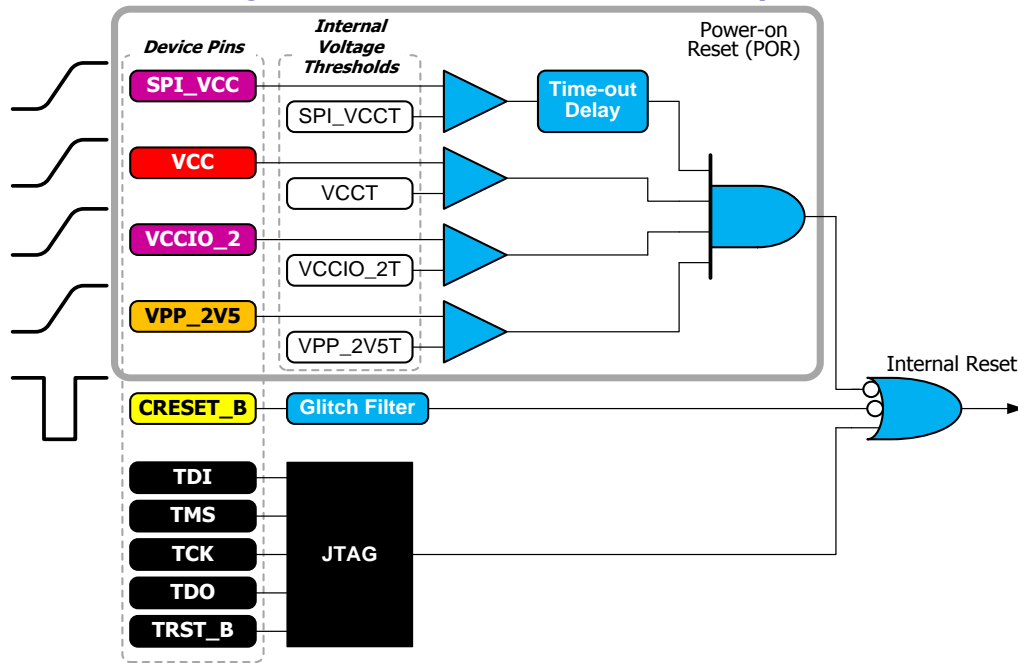 Device Pins
Internal
Voltage
Thresholds
Power-on
Reset (POR)
SPI_VCC
SPI_VCCT
Time-out
Delay
VCC
VCCT
VCCIO_2
VCCIO_2T
VPP_2V5
VPP_2V5T
Internal Reset
CRESET_B
Glitch Filter
TDI
TMS
TCK
JTAG
TDO
TRST_B